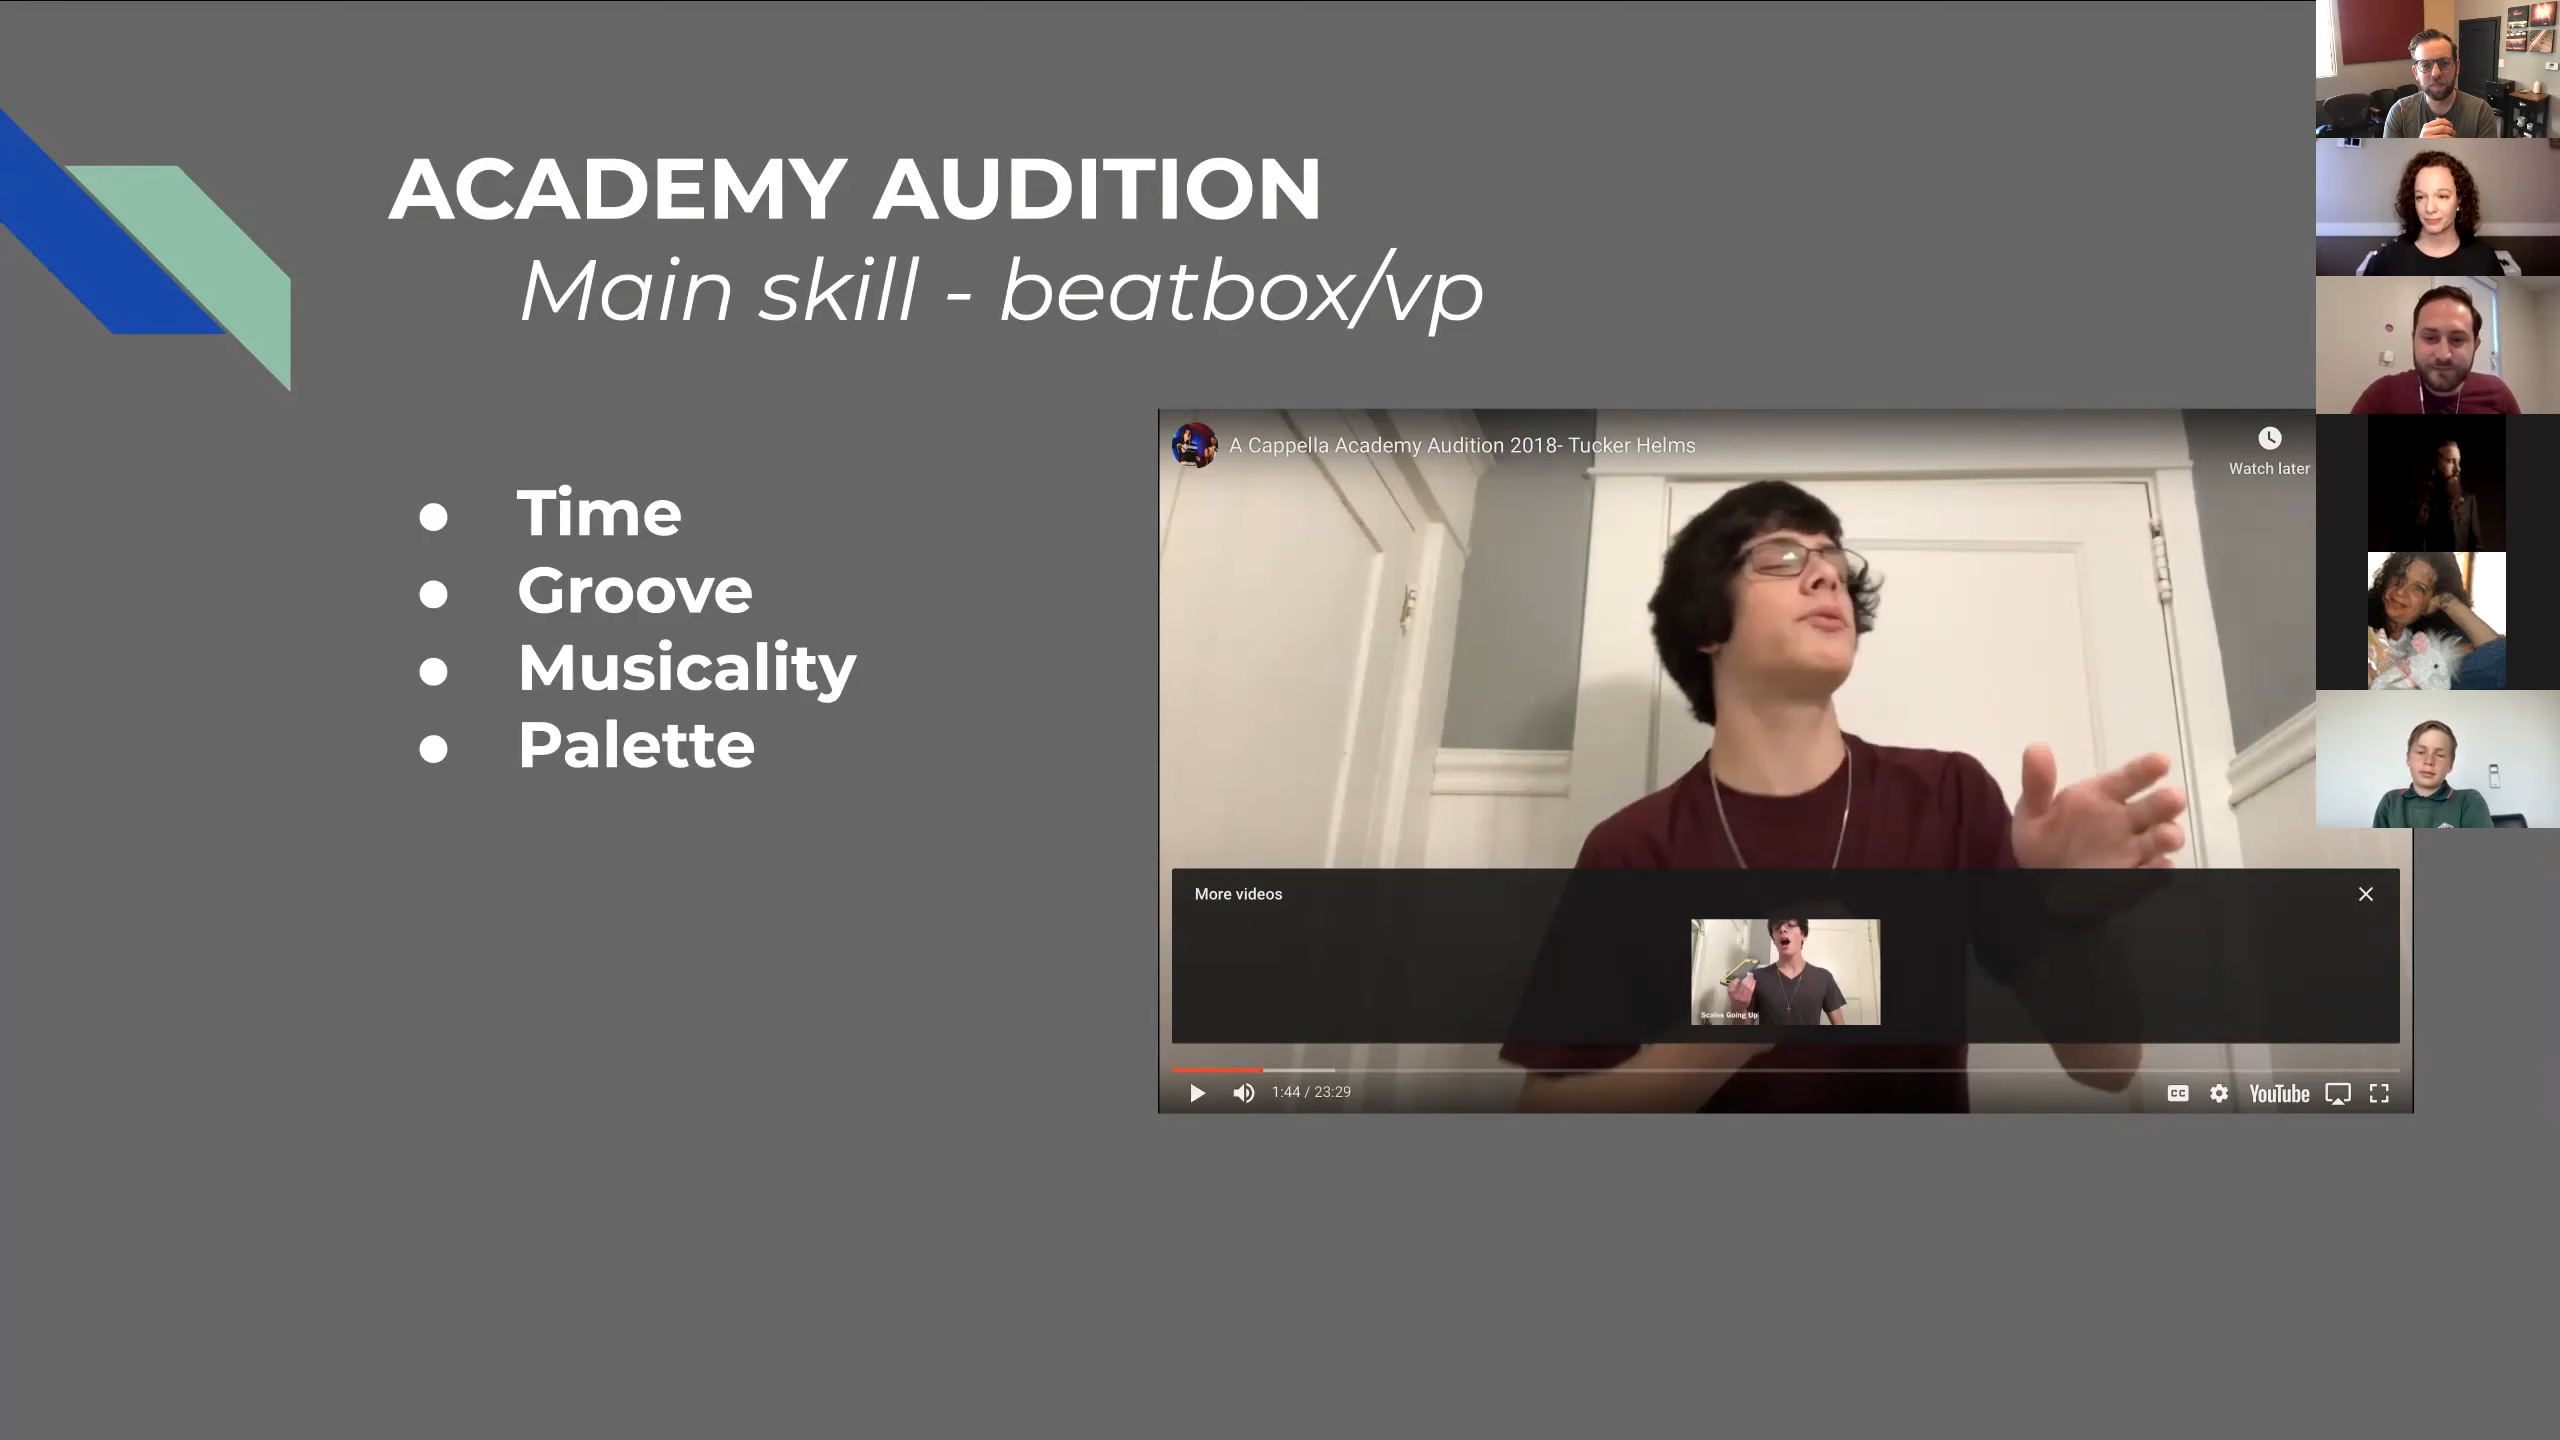 ACADEMY AUDITION
Main skill - beatbox/vp
● Time
● Groove
● Musicality
● Palette
A Cappella Academy Audition 2018- Tucker Helms
Watch later
More videos
Scales Going Up
1:44 / 23:29
CC
YouTube